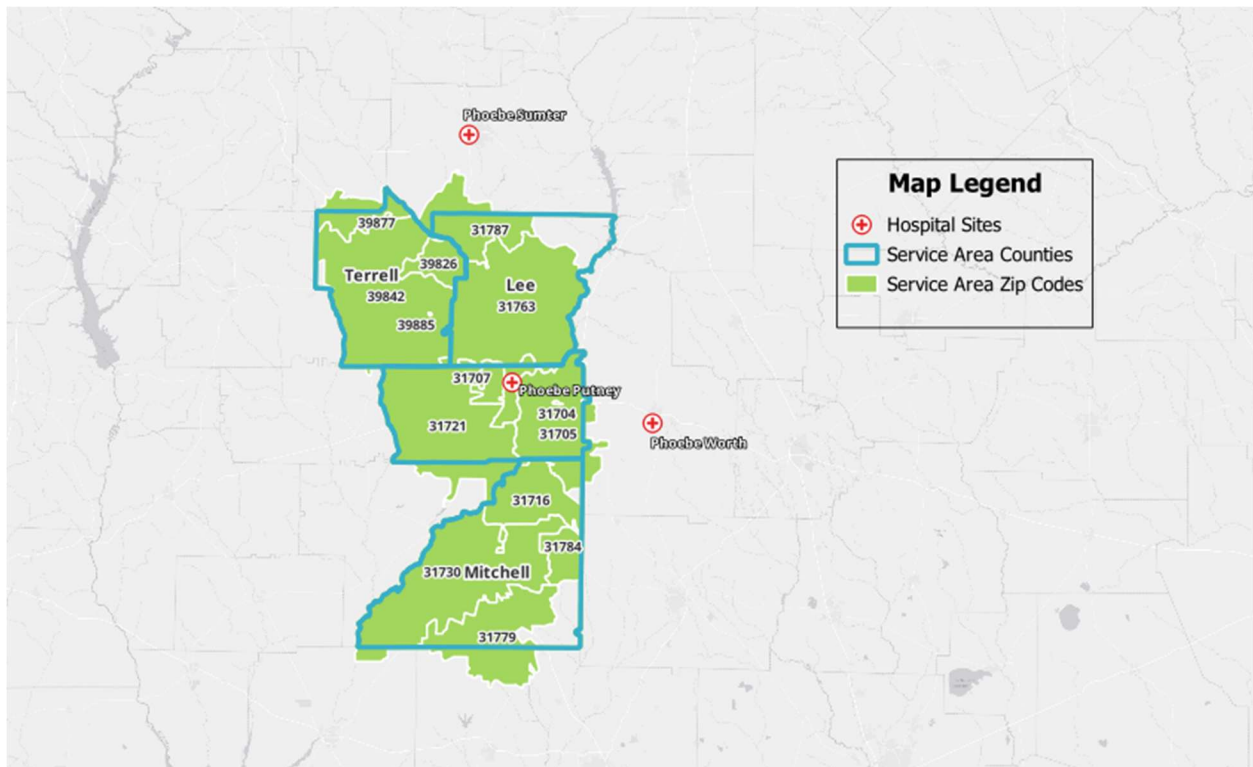 Phoebe Sumter
Map Legend
Hospital Sites
Service Area Counties
Service Area Zip Codes
39877
31787
39826
Terrell
Lee
39842
31763
39885
31707
Phoebe Putney
31704
31721
31705
Phoebe Worth
31716
31784
31730 Mitchell
31779